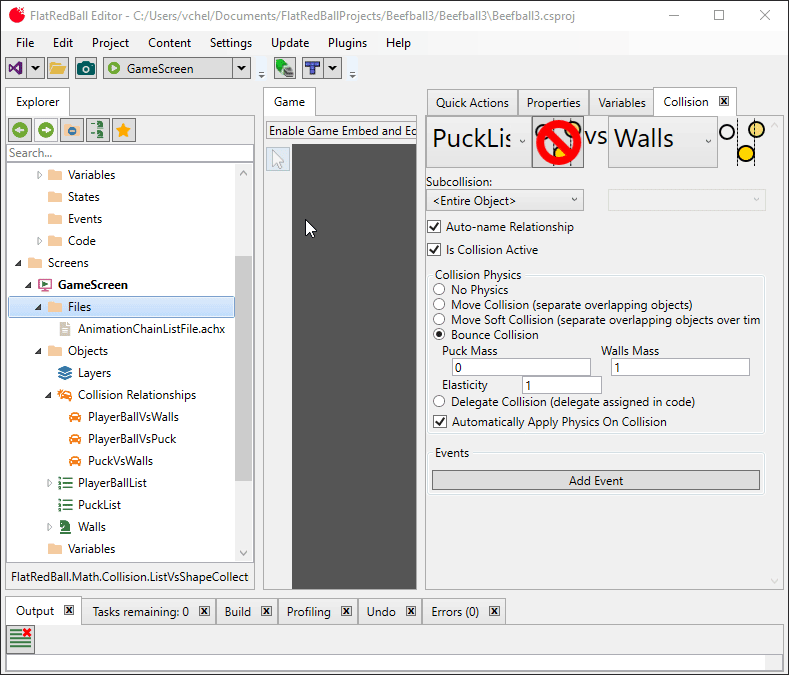 FlatRedBall Editor - C:/Users/vchel/Documents/FlatRedBallProjects/Beefball3/Beefball3\Beefball3.csproj
File Edit Project Content Settings Update Plugins Help
GameScreen
Explorer
Search...
Variables
States
Events
Code
Screens
GameScreen
Files
AnimationChainListFile.achx
Objects
Layers
Collision Relationships
PlayerBallVsWalls
PlayerBallVsPuck
PuckVsWalls
PlayerBallList
PuckList
Walls
Variables
FlatRedBall.Math.Collision.ListVsShapeCollect
Game
Enable Game Embed and Ec
Quick Actions Properties Variables Collision
PuckLis vs Walls
Subcollision:
<Entire Object>
Auto-name Relationship
Is Collision Active
Collision Physics
No Physics
Move Collision (separate overlapping objects)
Move Soft Collision (separate overlapping objects over tim
Bounce Collision
Puck Mass Walls Mass
0 1
Elasticity 1
Delegate Collision (delegate assigned in code)
Automatically Apply Physics On Collision
Events
Add Event
Output Tasks remaining: 0 Build Profiling Undo Errors (0)